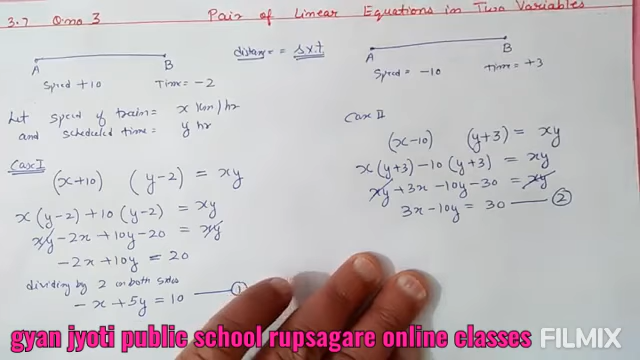 3.7 Q.no 3 Pair of Linear Equations in Two Variables
A B
Speed +10 Time = -2
distance = s x t
A B
Speed = -10 Time = +3
Let speed of train = x km/hr
and scheduled time = y hr
Case I
(x+10) (y-2) = xy
x(y-2)+10(y-2) = xy
xy-2x+10y-20 = xy
-2x+10y = 20
dividing by 2 on both sides
-x+5y=10 ①
Case II
(x-10) (y+3) = xy
x(y+3)-10(y+3) = xy
xy+3x-10y-30 = xy
3x-10y = 30 ②
gyan jyoti public school rupsagare online classes
FILMIX